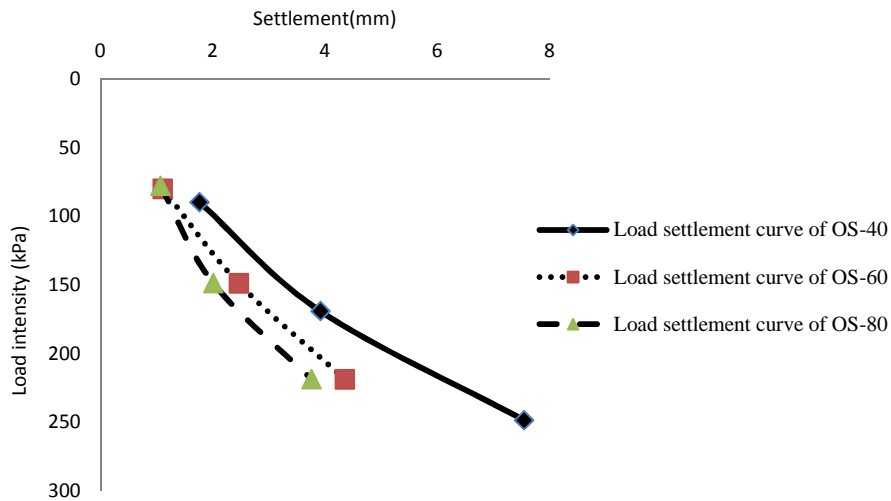 Settlement(mm)
0 2 4 6 8
0
50
100
150
200
250
300
Load intensity (kPa)
Load settlement curve of OS-40
Load settlement curve of OS-60
Load settlement curve of OS-80